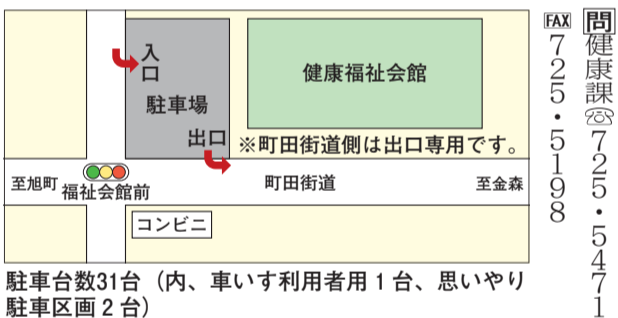 入口
健康福祉会館
駐車場
出口
※町田街道側は出口専用です。
至旭町
福祉会館前
町田街道
至金森
コンビニ
駐車台数31台（内、車いす利用者用1台、思いやり
駐車区画2台）
問健康課☎725・5471
FAX725・5198